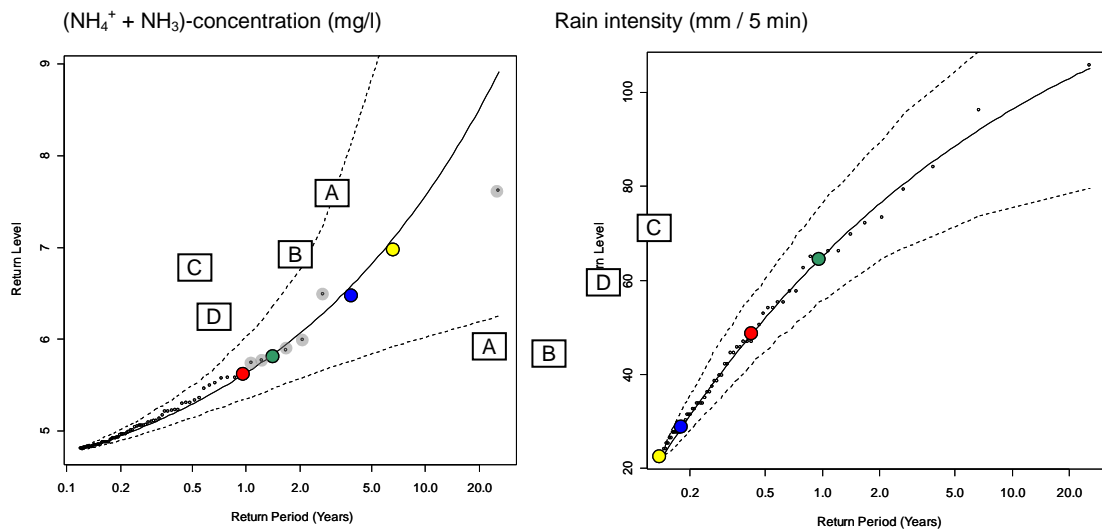 (NH₄⁺ + NH₃)-concentration (mg/l)
Rain intensity (mm / 5 min)
9
8
7
6
5
Return Level
A
B
C
D
A
B
0.1 0.2 0.5 1.0 2.0 5.0 10.0 20.0
Return Period (Years)
100
80
60
40
20
rn Level
C
D
0.2 0.5 1.0 2.0 5.0 10.0 20.0
Return Period (Years)